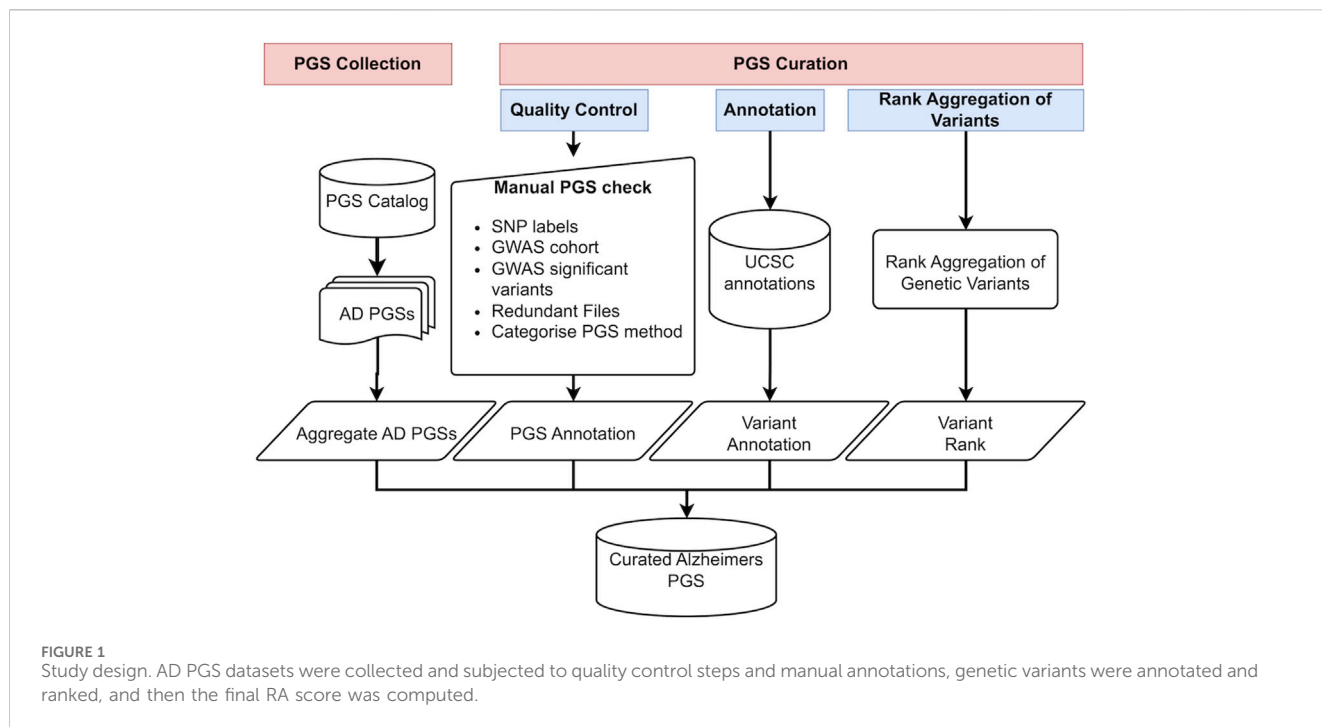 PGS Collection
PGS Curation
Quality Control
Annotation
Rank Aggregation of
Variants
PGS Catalog
AD PGSs
Manual PGS check
• SNP labels
• GWAS cohort
• GWAS significant
variants
• Redundant Files
• Categorise PGS method
UCSC
annotations
Rank Aggregation of
Genetic Variants
Aggregate AD PGSs
PGS Annotation
Variant
Annotation
Variant
Rank
Curated Alzheimers
PGS
FIGURE 1
Study design. AD PGS datasets were collected and subjected to quality control steps and manual annotations, genetic variants were annotated and
ranked, and then the final RA score was computed.